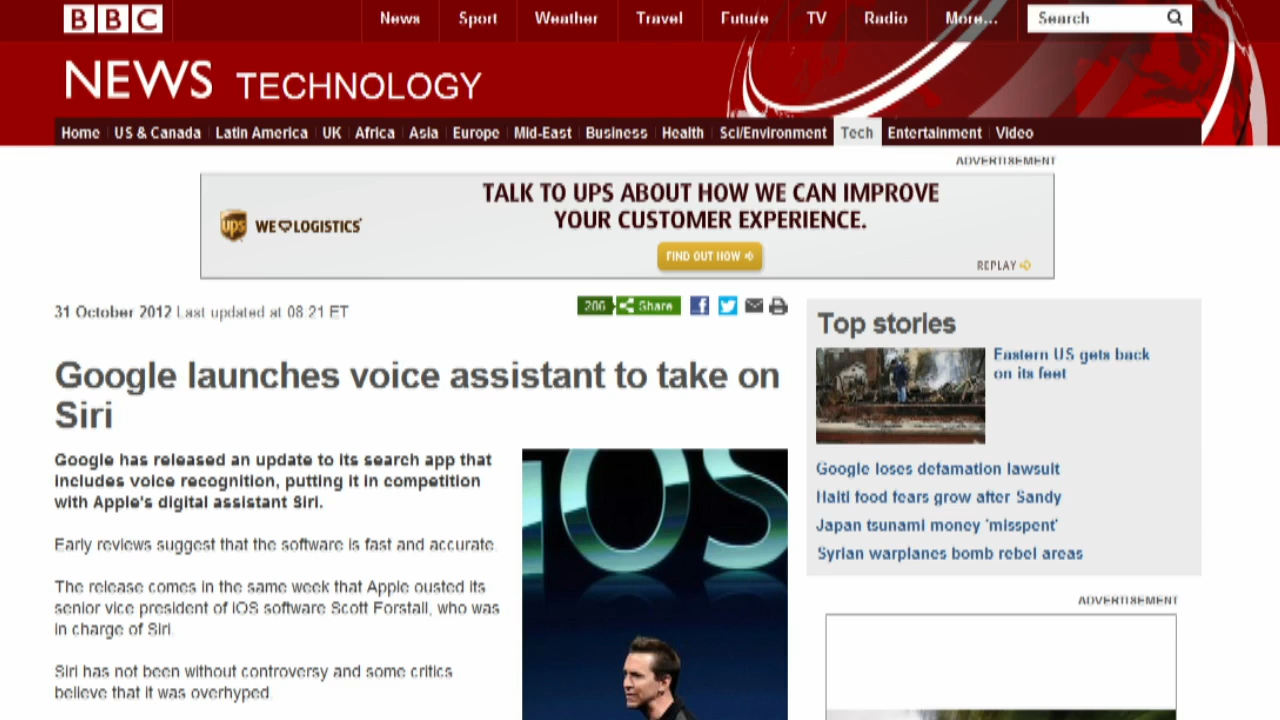 BBC
News Sport Weather Travel Future TV Radio More... Search
NEWS TECHNOLOGY
Home US & Canada Latin America UK Africa Asia Europe Mid-East Business Health Sci/Environment Tech Entertainment Video
ADVERTISEMENT
TALK TO UPS ABOUT HOW WE CAN IMPROVE
YOUR CUSTOMER EXPERIENCE.
ups WE LOGISTICS
FIND OUT HOW
REPLAY
31 October 2012 Last updated at 08:21 ET
206 Share
Google launches voice assistant to take on
Siri
Google has released an update to its search app that
includes voice recognition, putting it in competition
with Apple's digital assistant Siri.
Early reviews suggest that the software is fast and accurate.
The release comes in the same week that Apple ousted its
senior vice president of iOS software Scott Forstall, who was
in charge of Siri.
Siri has not been without controversy and some critics
believe that it was overhyped.
iOS
Top stories
Eastern US gets back
on its feet
Google loses defamation lawsuit
Haiti food fears grow after Sandy
Japan tsunami money 'misspent'
Syrian warplanes bomb rebel areas
ADVERTISEMENT